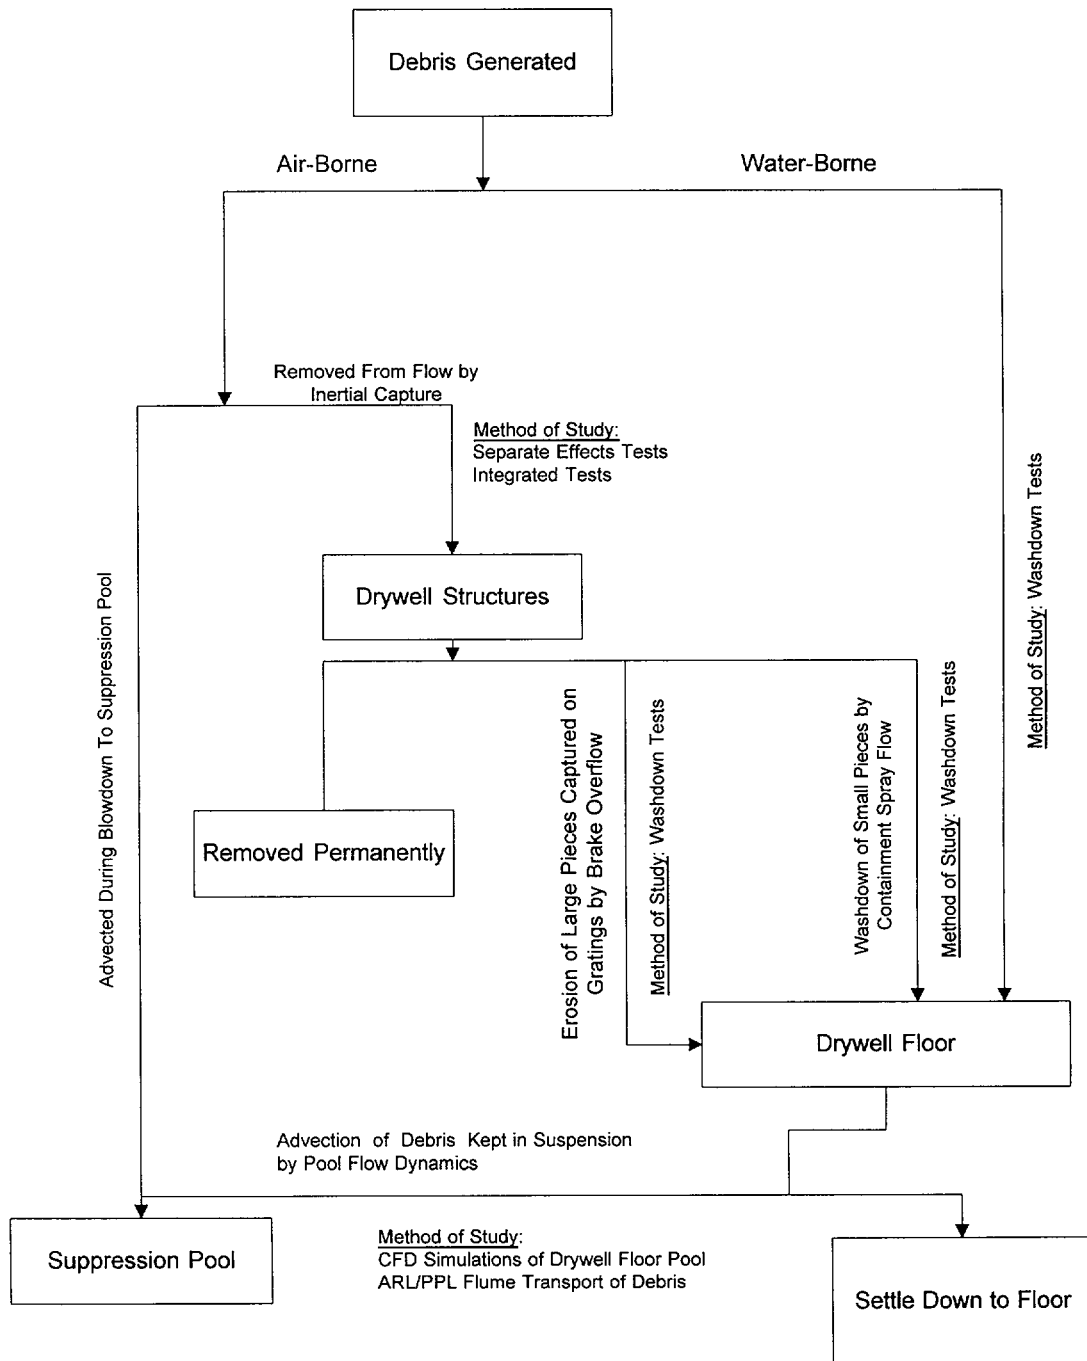 Debris Generated
Air-Borne
Water-Borne
Removed From Flow by
Inertial Capture
Method of Study:
Separate Effects Tests
Integrated Tests
Method of Study: Washdown Tests
Drywell Structures
Advected During Blowdown To Suppression Pool
Erosion of Large Pieces Captured on
Gratings by Brake Overflow
Method of Study: Washdown Tests
Washdown of Small Pieces by
Containment Spray Flow
Method of Study: Washdown Tests
Removed Permanently
Drywell Floor
Advection of Debris Kept in Suspension
by Pool Flow Dynamics
Suppression Pool
Method of Study:
CFD Simulations of Drywell Floor Pool
ARL/PPL Flume Transport of Debris
Settle Down to Floor